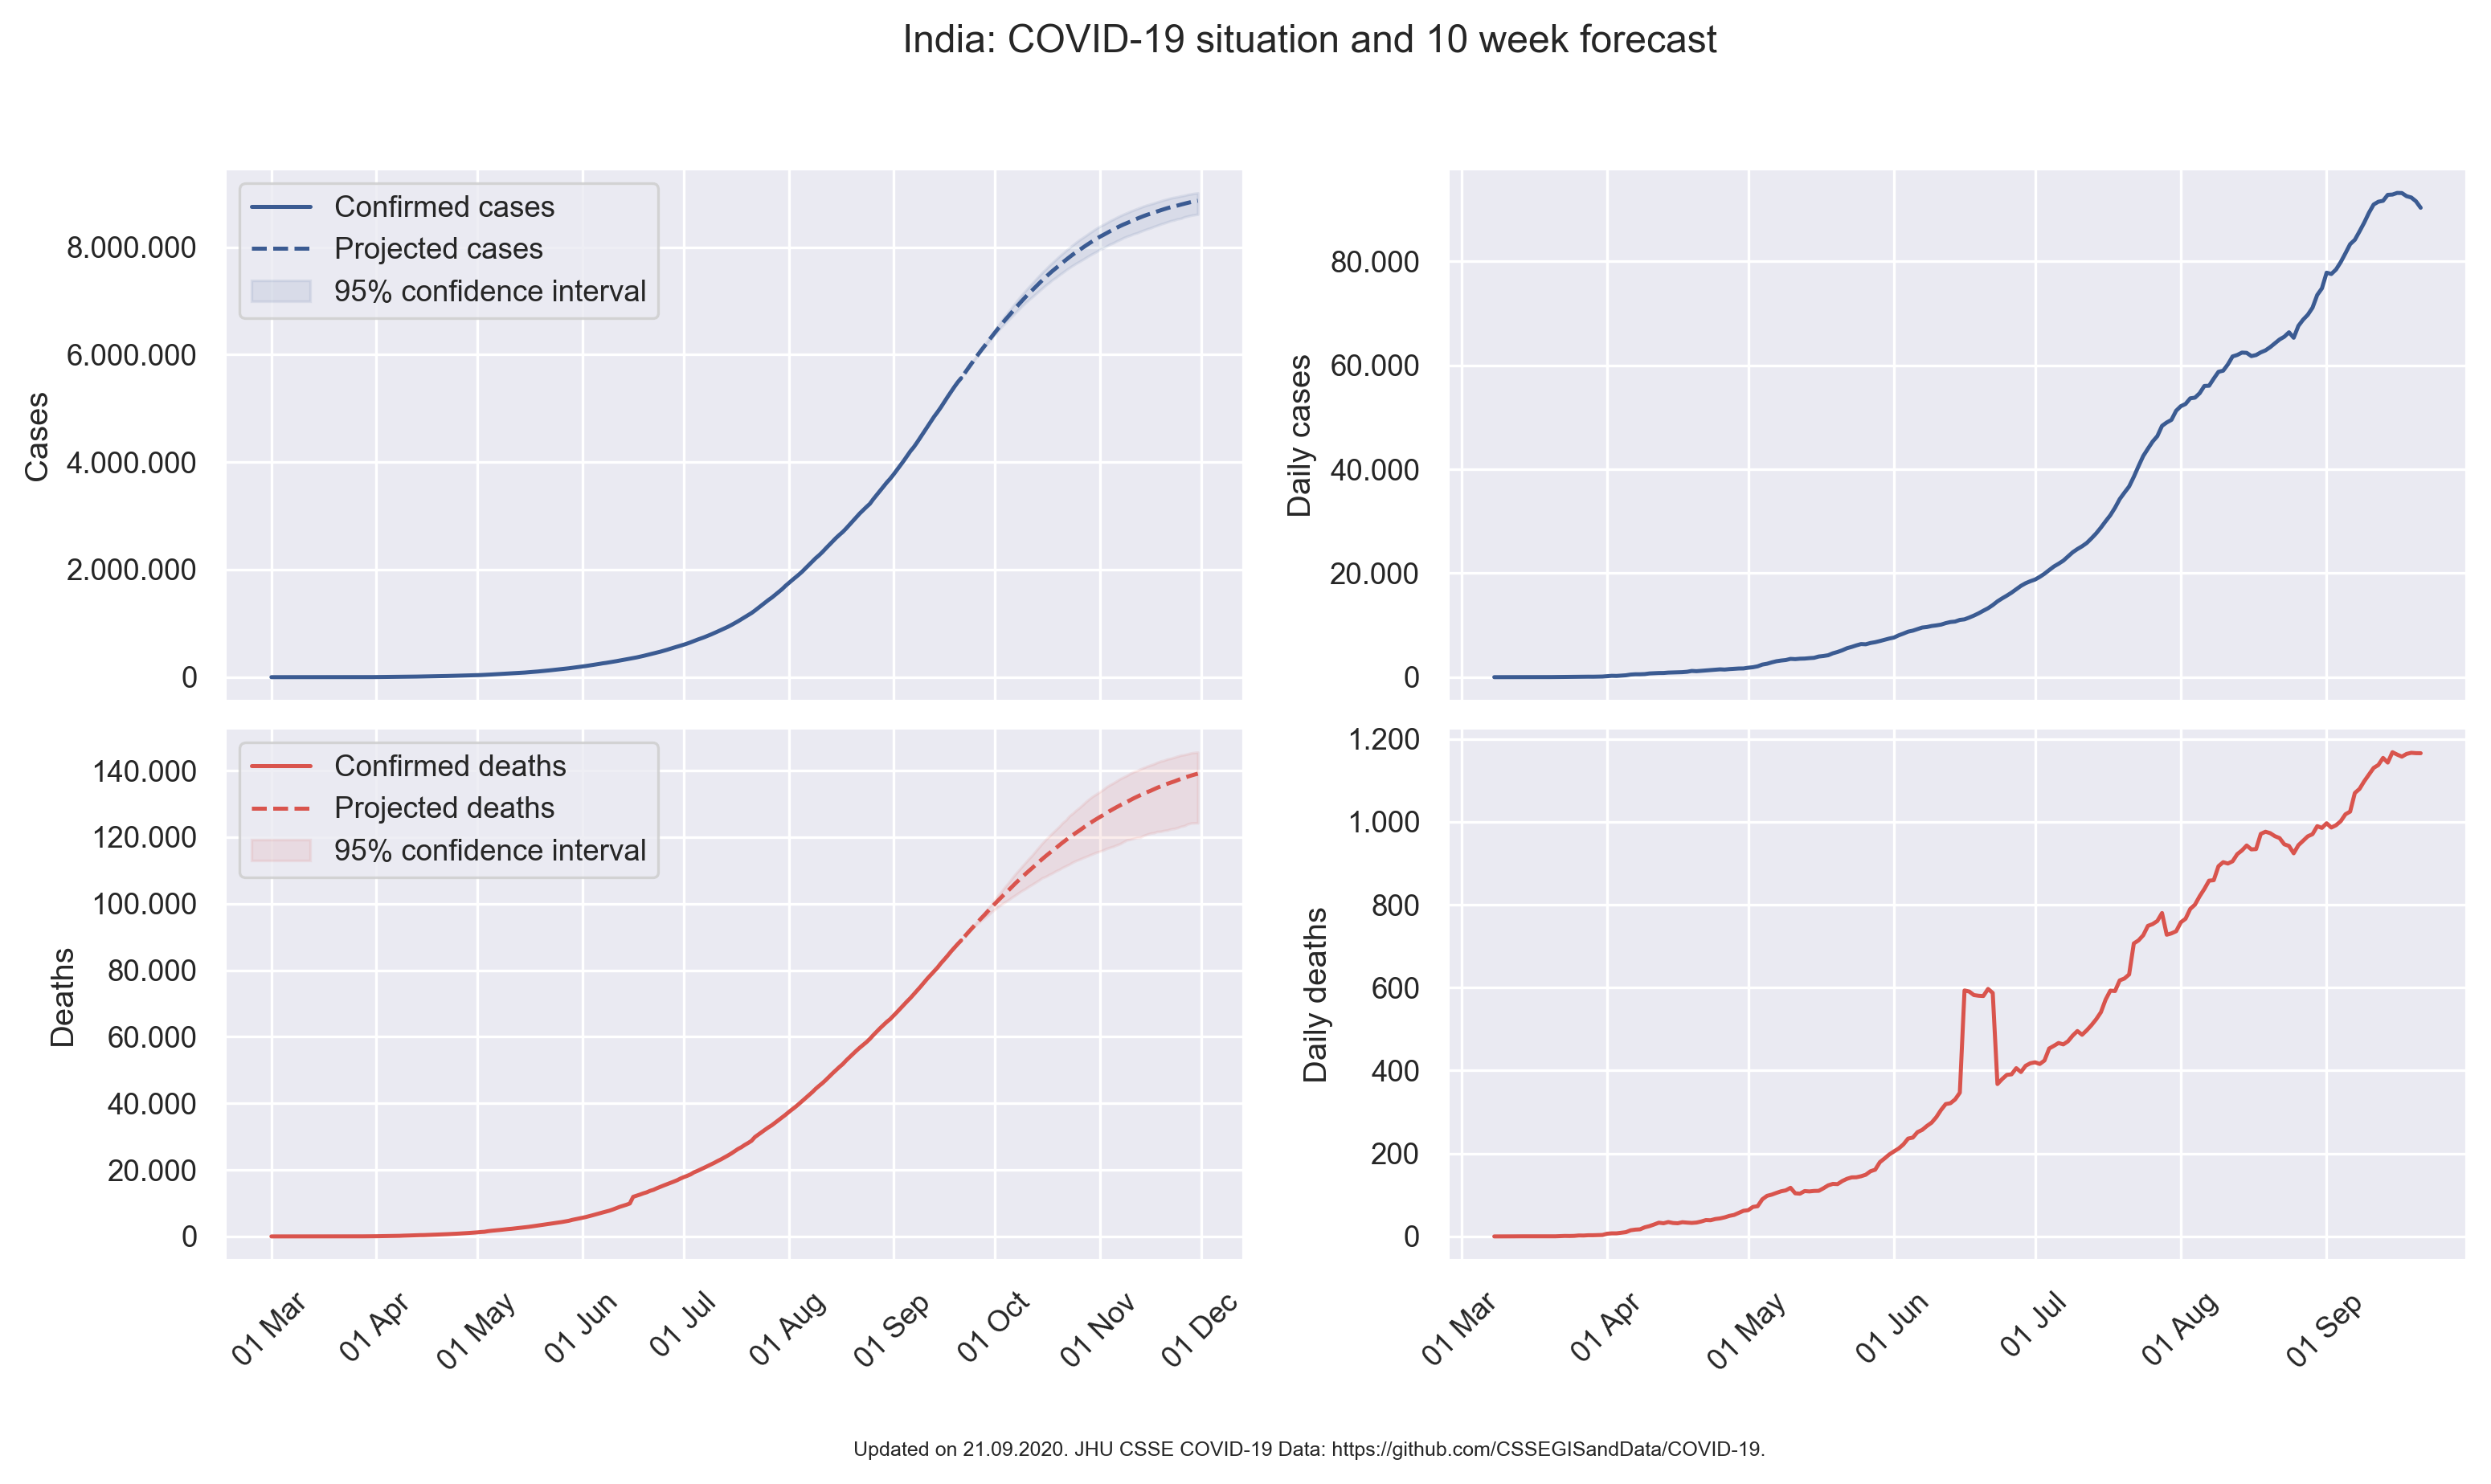 India: COVID-19 situation and 10 week forecast
Confirmed cases
Projected cases
95% confidence interval
8.000.000
6.000.000
4.000.000
2.000.000
0
Cases
80.000
60.000
40.000
20.000
0
Daily cases
Confirmed deaths
Projected deaths
95% confidence interval
140.000
120.000
100.000
80.000
60.000
40.000
20.000
0
Deaths
01 Mar
01 Apr
01 May
01 Jun
01 Jul
01 Aug
01 Sep
01 Oct
01 Nov
01 Dec
1.200
1.000
800
600
400
200
0
Daily deaths
01 Mar
01 Apr
01 May
01 Jun
01 Jul
01 Aug
01 Sep
Updated on 21.09.2020. JHU CSSE COVID-19 Data: https://github.com/CSSEGISandData/COVID-19.